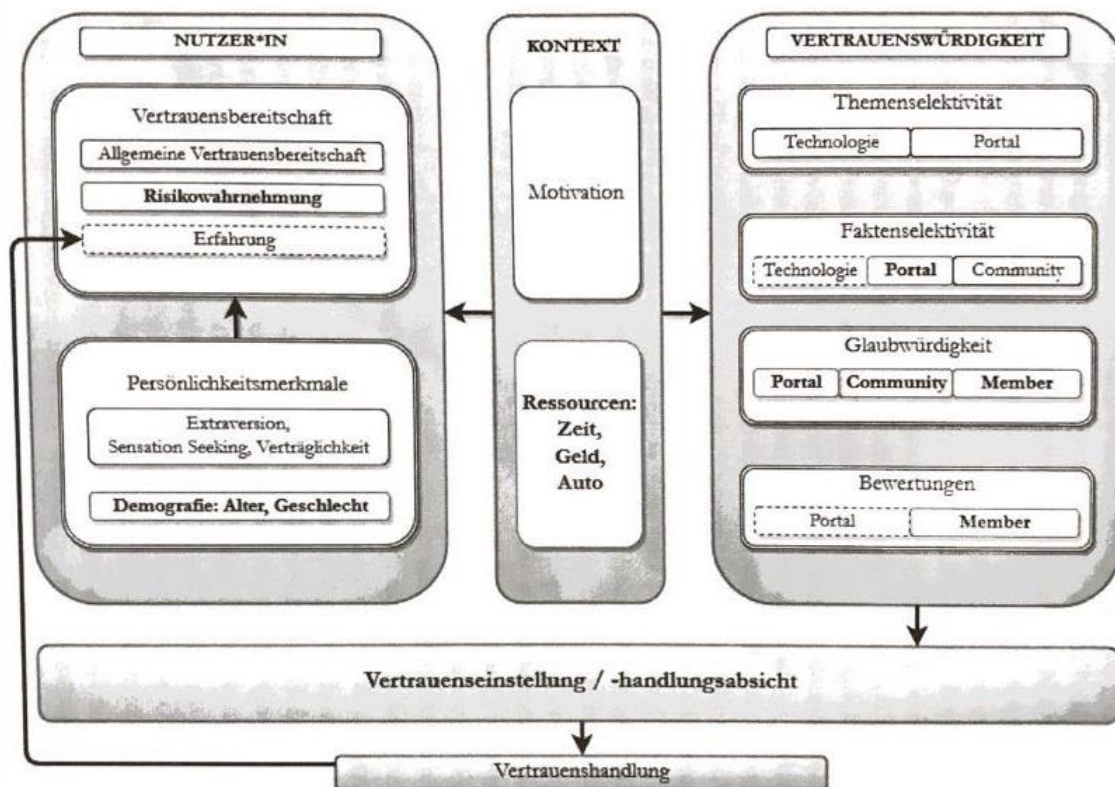 NUTZER*IN
Vertrauensbereitschaft
Allgemeine Vertrauensbereitschaft
Risikowahrnehmung
Erfahrung
Persönlichkeitsmerkmale
Extraversion,
Sensation Seeking, Verträglichkeit
Demografie: Alter, Geschlecht
KONTEXT
Motivation
Ressourcen:
Zeit,
Geld,
Auto
VERTRAUENSWÜRDIGKEIT
Themenselektivität
Technologie Portal
Faktenselektivität
Technologie Portal Community
Glaubwürdigkeit
Portal Community Member
Bewertungen
Portal Member
Vertrauenseinstellung / -handlungsabsicht
Vertrauenshandlung